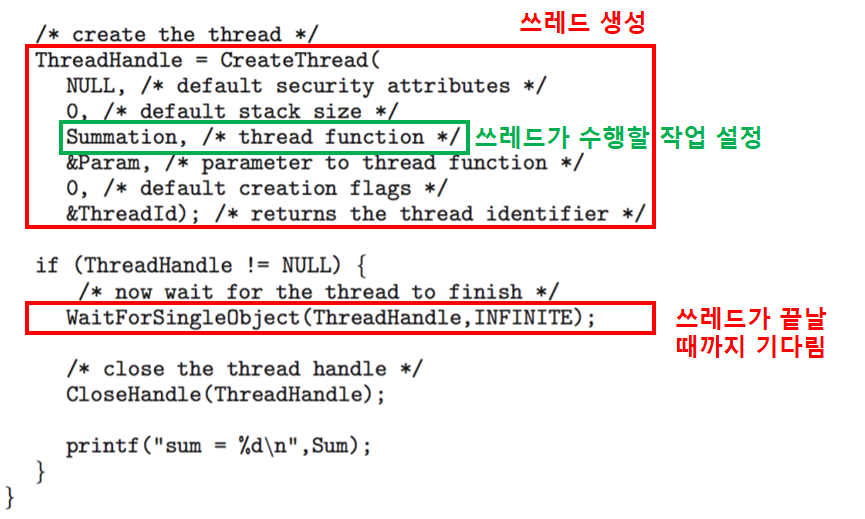 쓰레드 생성
/* create the thread */
ThreadHandle = CreateThread(
NULL, /* default security attributes */
0, /* default stack size */
Summation, /* thread function */
쓰레드가 수행할 작업 설정
&Param, /* parameter to thread function */
0, /* default creation flags */
&ThreadId); /* returns the thread identifier */
if (ThreadHandle != NULL) {
/* now wait for the thread to finish */
WaitForSingleObject(ThreadHandle,INFINITE);
쓰레드가 끝날
때까지 기다림
/* close the thread handle */
CloseHandle(ThreadHandle);
printf("sum = %d\n",Sum);
}
}